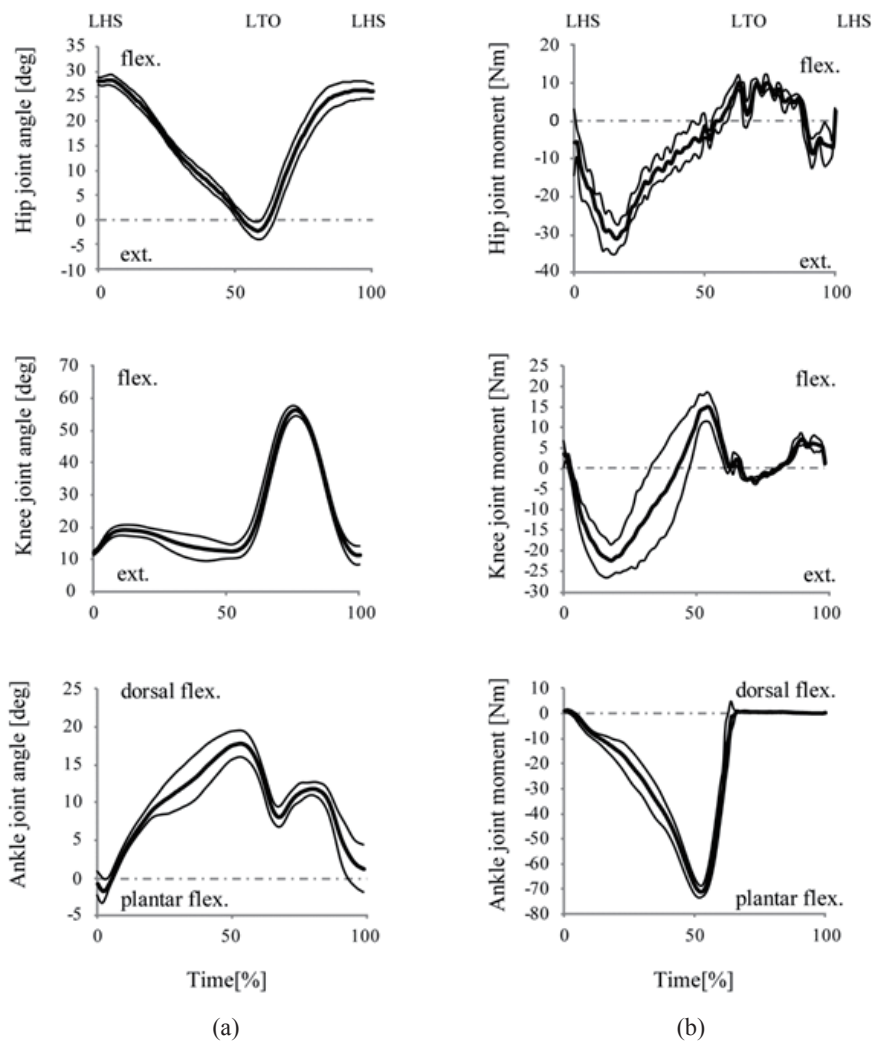 LHS LTO LHS
Hip joint angle [deg]
35
30
25
20
15
10
5
0
-5
-10
flex.
ext.
0 50 100
LHS LTO LHS
Hip joint moment [Nm]
20
10
0
-10
-20
-30
-40
flex.
ext.
0 50 100
Knee joint angle [deg]
70
60
50
40
30
20
10
0
flex.
ext.
0 50 100
Knee joint moment [Nm]
25
20
15
10
5
0
-5
-10
-15
-20
-25
-30
flex.
ext.
0 50 100
Ankle joint angle [deg]
25
20
15
10
5
0
-5
dorsal flex.
plantar flex.
0 50 100
Time[%]
(a)
Ankle joint moment [Nm]
10
0
-10
-20
-30
-40
-50
-60
-70
-80
dorsal flex.
plantar flex.
0 50 100
Time[%]
(b)